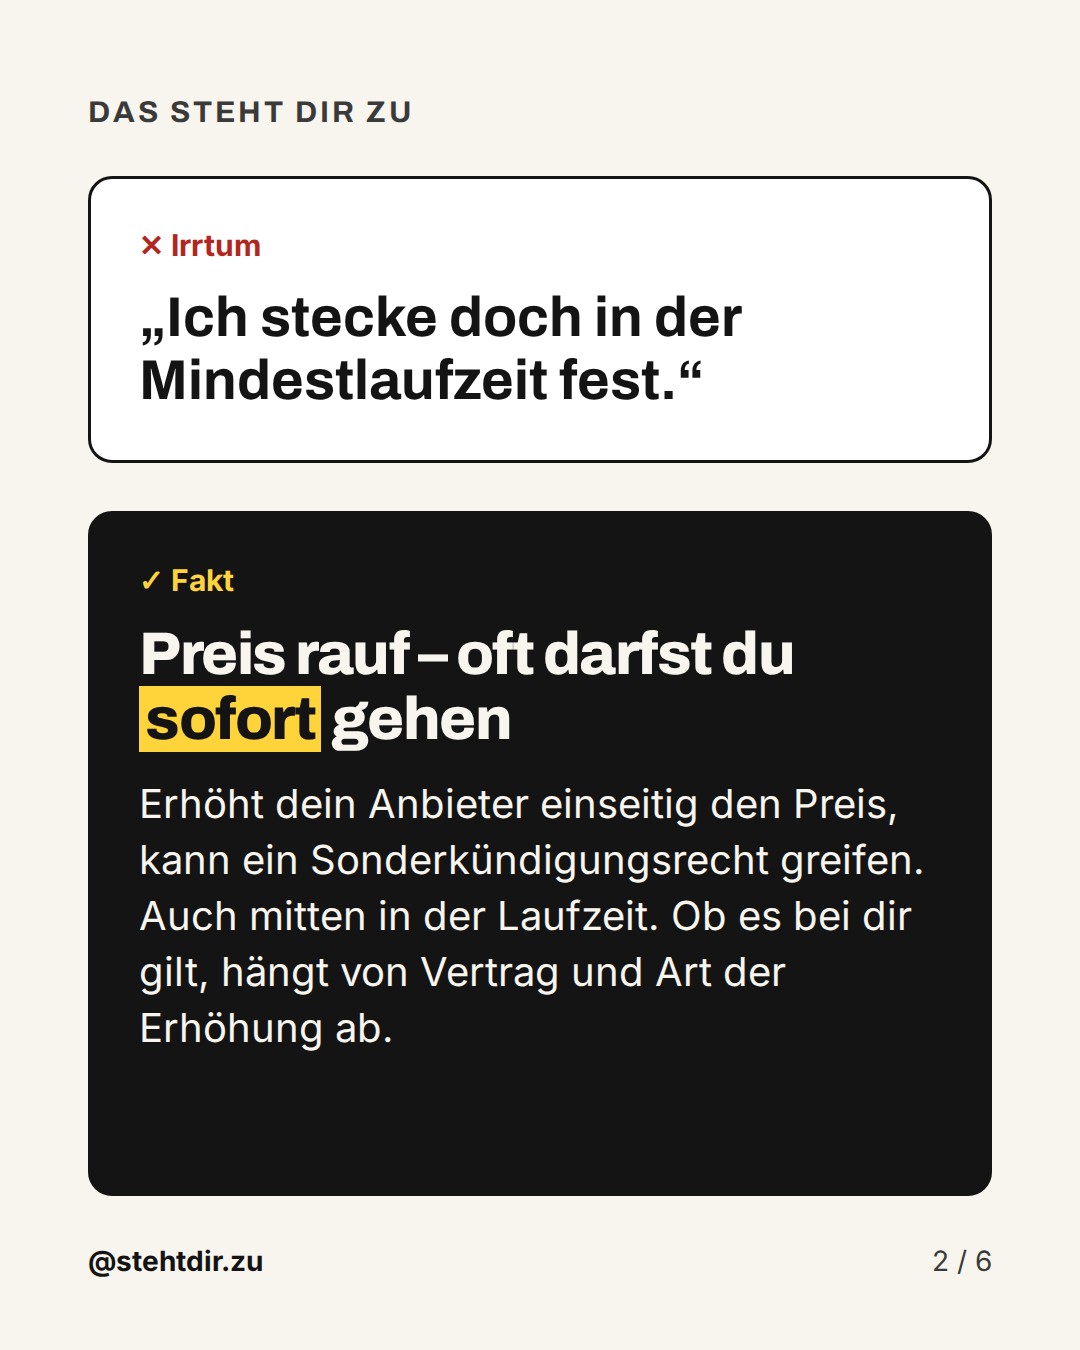 DAS STEHT DIR ZU
✕ Irrtum
„Ich stecke doch in der
Mindestlaufzeit fest.“
✓ Fakt
Preis rauf – oft darfst du
sofort gehen
Erhöht dein Anbieter einseitig den Preis,
kann ein Sonderkündigungsrecht greifen.
Auch mitten in der Laufzeit. Ob es bei dir
gilt, hängt von Vertrag und Art der
Erhöhung ab.
@stehtdir.zu
2 / 6